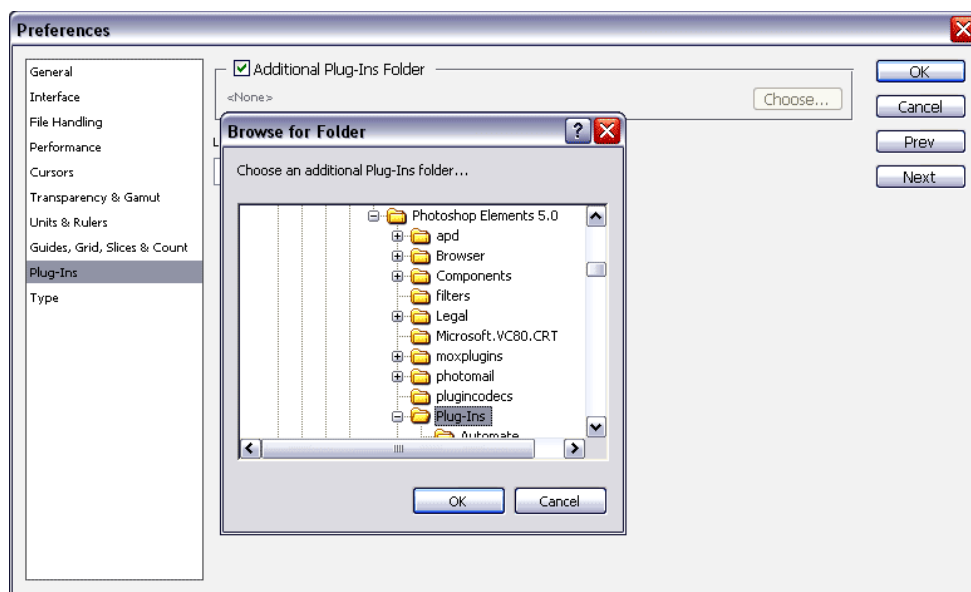 Preferences
General
Interface
File Handling
Performance
Cursors
Transparency & Gamut
Units & Rulers
Guides, Grid, Slices & Count
Plug-Ins
Type
Additional Plug-Ins Folder
<None>
Choose...
OK
Cancel
Prev
Next
Browse for Folder
Choose an additional Plug-Ins folder...
Photoshop Elements 5.0
apd
Browser
Components
filters
Legal
Microsoft.VC80.CRT
moxplugins
photomail
plugincodecs
Plug-Ins
Automate
OK
Cancel